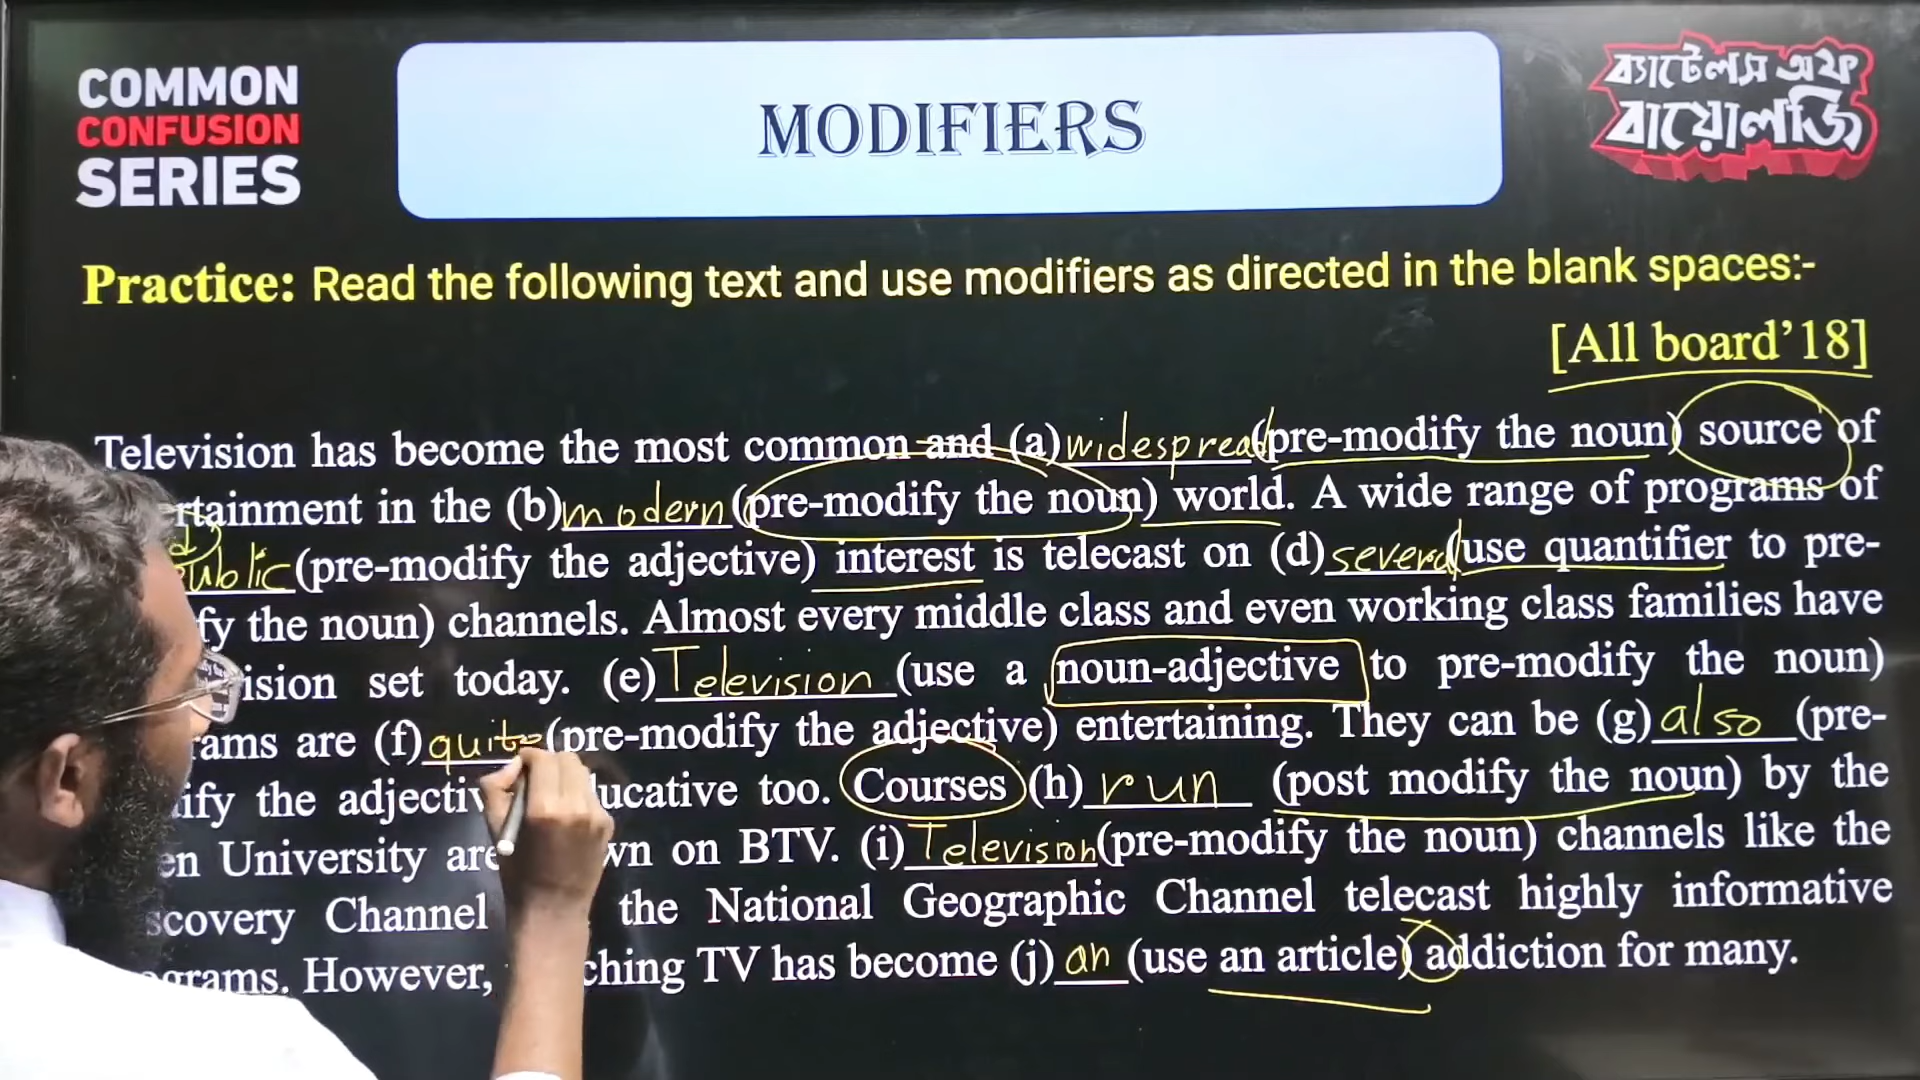 COMMON
CONFUSION
SERIES
MODIFIERS
ব্যাটেলস অফ
বায়োলজি
Practice: Read the following text and use modifiers as directed in the blank spaces:-
[All board’18]
Television has become the most common and (a) widespread (pre-modify the noun) source of
rtainment in the (b) modern (pre-modify the noun) world. A wide range of programs of
ublic (pre-modify the adjective) interest is telecast on (d) several (use quantifier to pre-
fy the noun) channels. Almost every middle class and even working class families have
ision set today. (e) Television (use a noun-adjective to pre-modify the noun)
rams are (f) quite (pre-modify the adjective) entertaining. They can be (g) also (pre-
ify the adjectiv ucative too. Courses (h) run (post modify the noun) by the
en University are wn on BTV. (i) Television (pre-modify the noun) channels like the
scovery Channel the National Geographic Channel telecast highly informative
grams. However, ching TV has become (j) an (use an article) addiction for many.